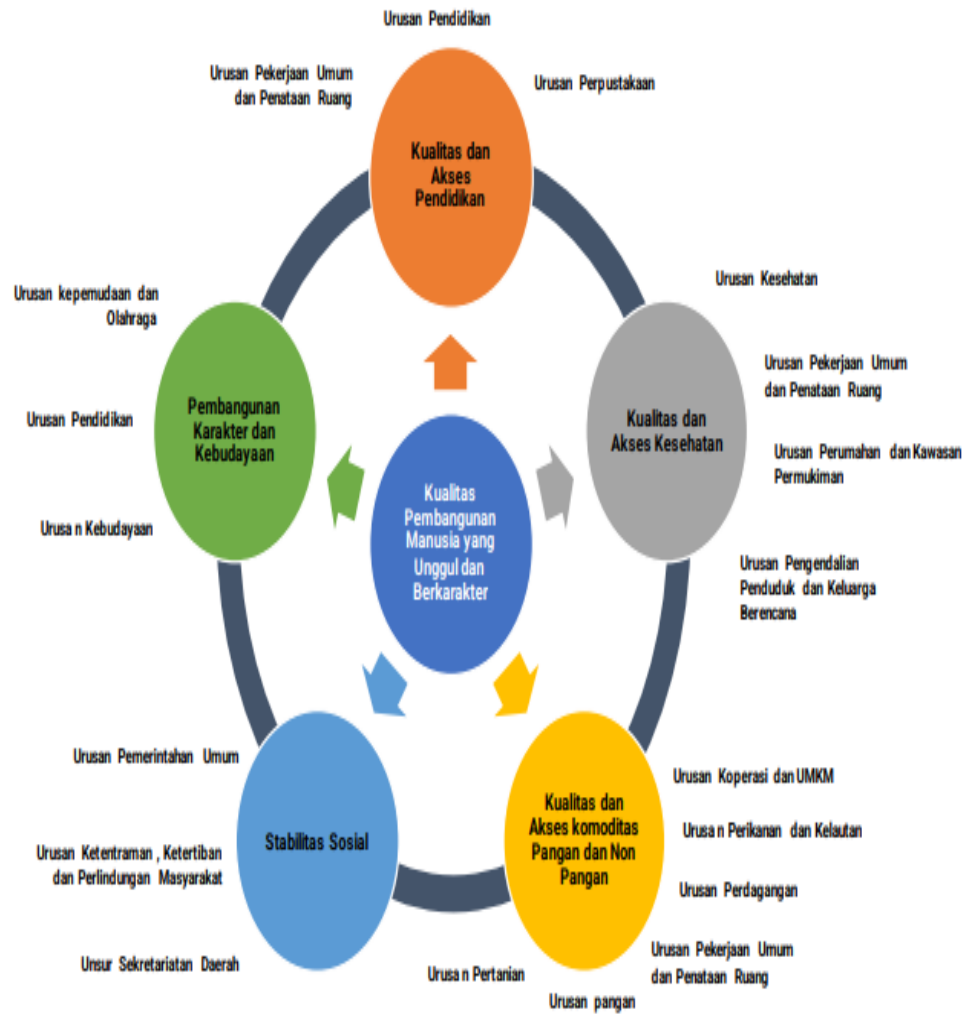 Urusan Pendidikan
Urusan Pekerjaan Umum
dan Penataan Ruang
Urusan Perpustakaan
Kualitas dan
Akses
Pendidikan
Urusan Kesehatan
Urusan Pekerjaan Umum
dan Penataan Ruang
Urusan Perumahan dan Kawasan
Permukiman
Urusan Pengendalian
Penduduk dan Keluarga
Berencana
Kualitas dan
Akses Kesehatan
Urusan kepemudaan dan
Olahraga
Urusan Pendidikan
Urusan Kebudayaan
Pembangunan
Karakter dan
Kebudayaan
Kualitas
Pembangunan
Manusia yang
Unggul dan
Berkarakter
Urusan Pemerintahan Umum
Urusan Ketentraman , Ketertiban
dan Perlindungan Masyarakat
Unsur Sekretariatan Daerah
Stabilitas Sosial
Kualitas dan
Akses komoditas
Pangan dan Non
Pangan
Urusan Koperasi dan UMKM
Urusan Perikanan dan Kelautan
Urusan Perdagangan
Urusan Pekerjaan Umum
dan Penataan Ruang
Urusan Pertanian
Urusan pangan